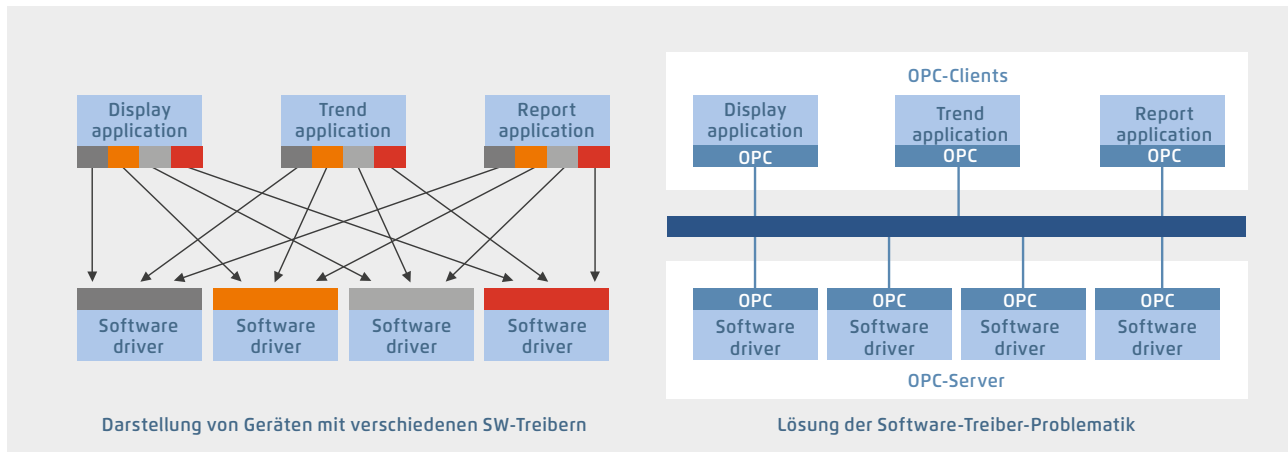 Display
application
Trend
application
Report
application
Software
driver
Software
driver
Software
driver
Software
driver
Darstellung von Geräten mit verschiedenen SW-Treibern
OPC-Clients
Display
application
OPC
Trend
application
OPC
Report
application
OPC
OPC
Software
driver
OPC
Software
driver
OPC
Software
driver
OPC
Software
driver
OPC-Server
Lösung der Software-Treiber-Problematik